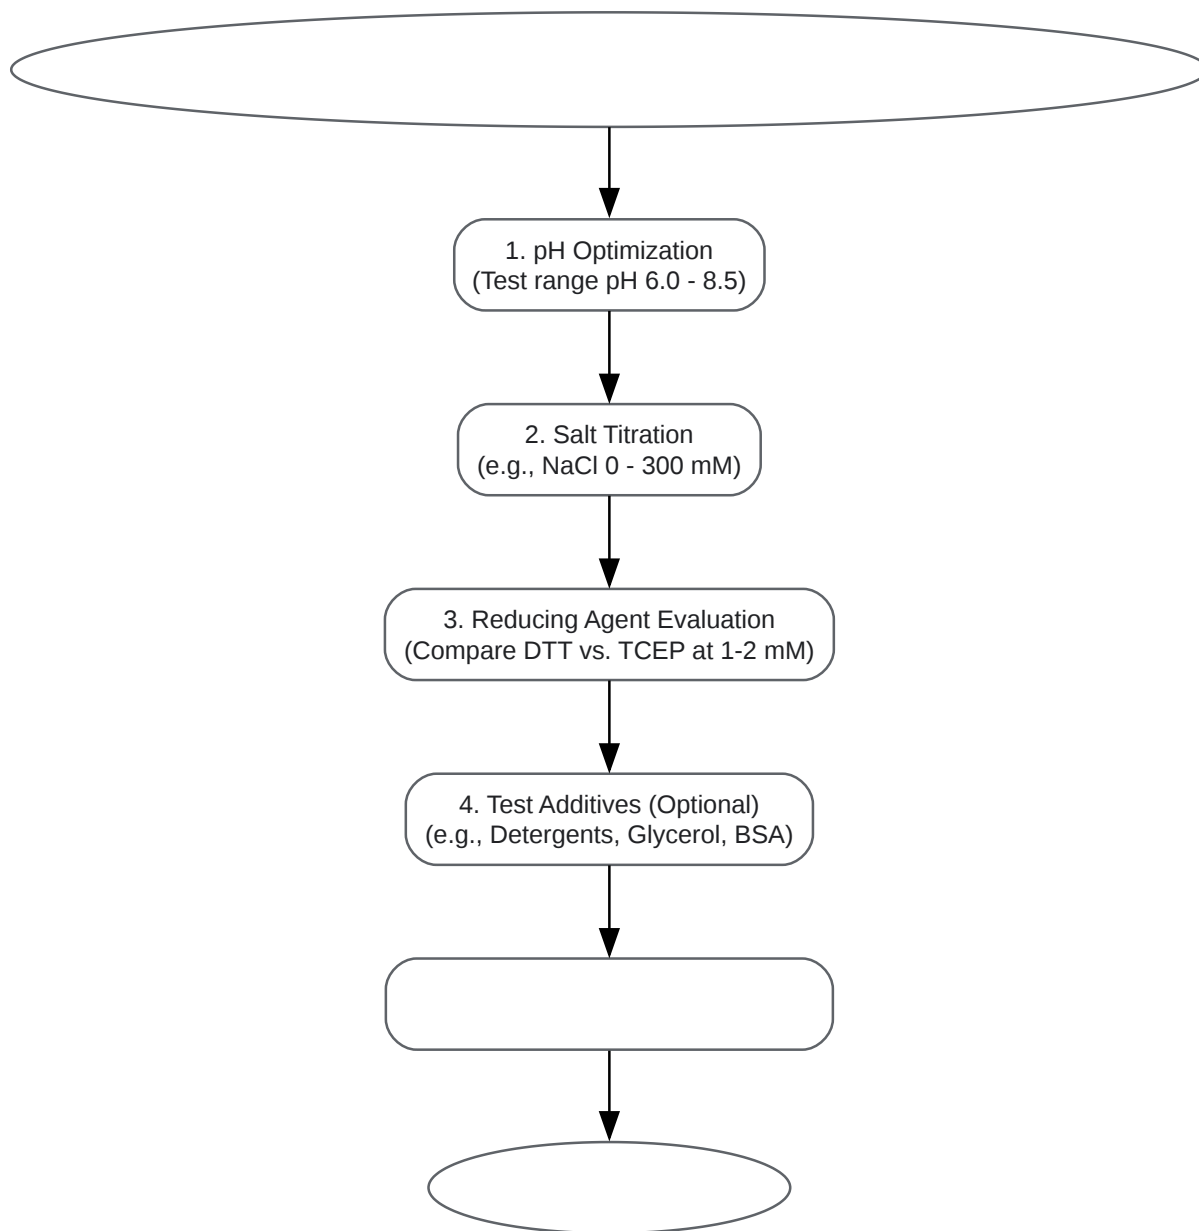 1. pH Optimization
(Test range pH 6.0 - 8.5)
2. Salt Titration
(e.g., NaCl 0 - 300 mM)
3. Reducing Agent Evaluation
(Compare DTT vs. TCEP at 1-2 mM)
4. Test Additives (Optional)
(e.g., Detergents, Glycerol, BSA)